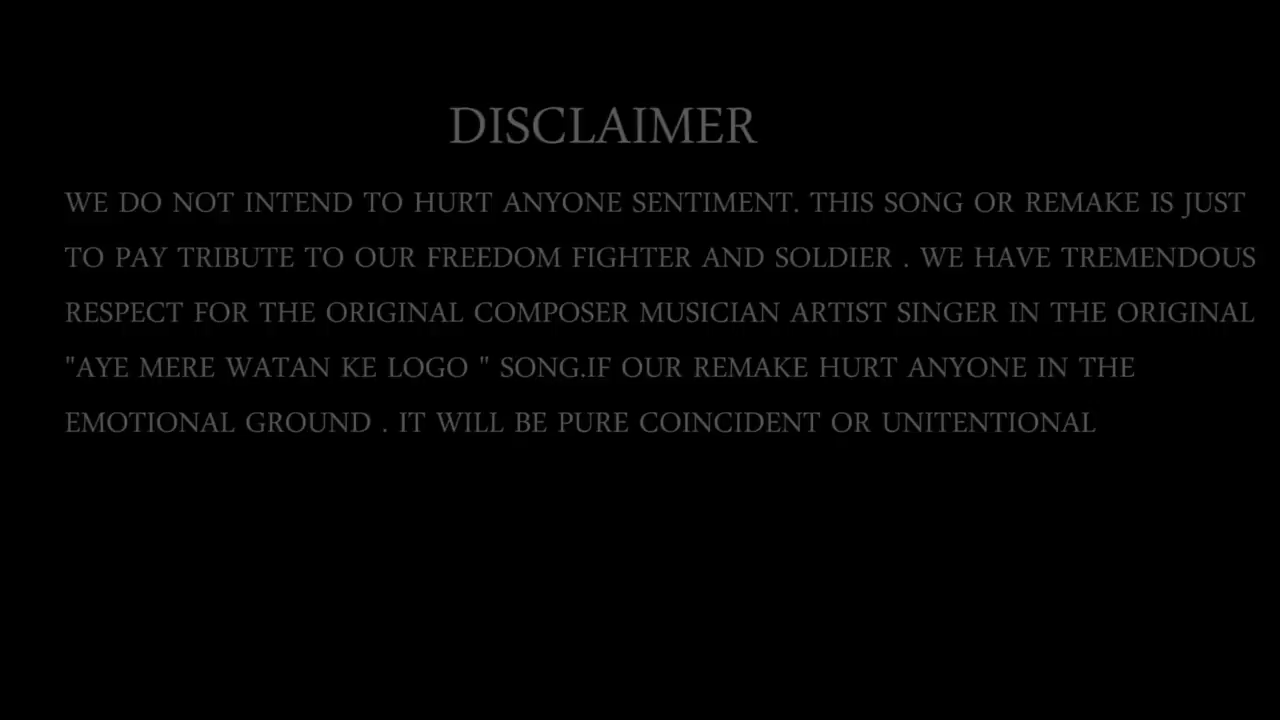 DISCLAIMER
WE DO NOT INTEND TO HURT ANYONE SENTIMENT. THIS SONG OR REMAKE IS JUST
TO PAY TRIBUTE TO OUR FREEDOM FIGHTER AND SOLDIER . WE HAVE TREMENDOUS
RESPECT FOR THE ORIGINAL COMPOSER MUSICIAN ARTIST SINGER IN THE ORIGINAL
"AYE MERE WATAN KE LOGO " SONG.IF OUR REMAKE HURT ANYONE IN THE
EMOTIONAL GROUND . IT WILL BE PURE COINCIDENT OR UNITENTIONAL